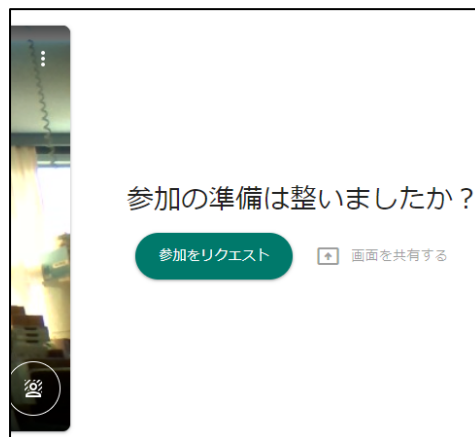 参加の準備は整いましたか？
参加をリクエスト
画面を共有する